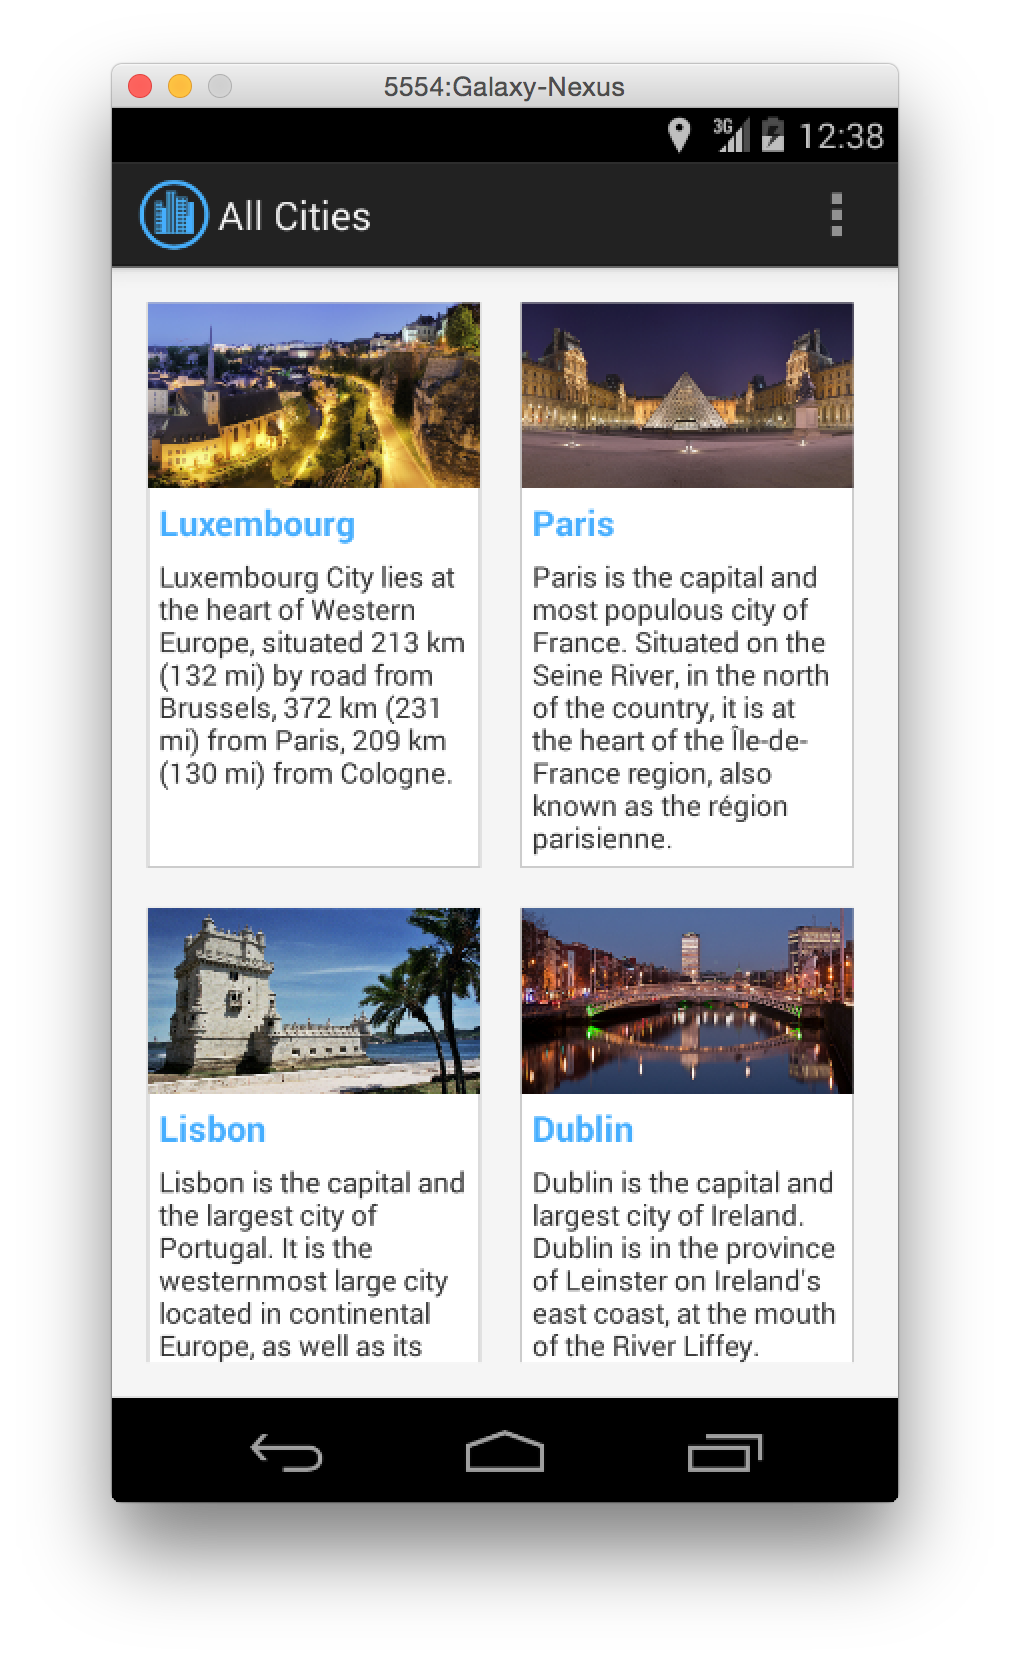 5554:Galaxy-Nexus
3G 12:38
All Cities
Luxembourg
Luxembourg City lies at
the heart of Western
Europe, situated 213 km
(132 mi) by road from
Brussels, 372 km (231
mi) from Paris, 209 km
(130 mi) from Cologne.
Paris
Paris is the capital and
most populous city of
France. Situated on the
Seine River, in the north
of the country, it is at
the heart of the Île-de-
France region, also
known as the région
parisienne.
Lisbon
Lisbon is the capital and
the largest city of
Portugal. It is the
westernmost large city
located in continental
Europe, as well as its
Dublin
Dublin is the capital and
largest city of Ireland.
Dublin is in the province
of Leinster on Ireland's
east coast, at the mouth
of the River Liffey.